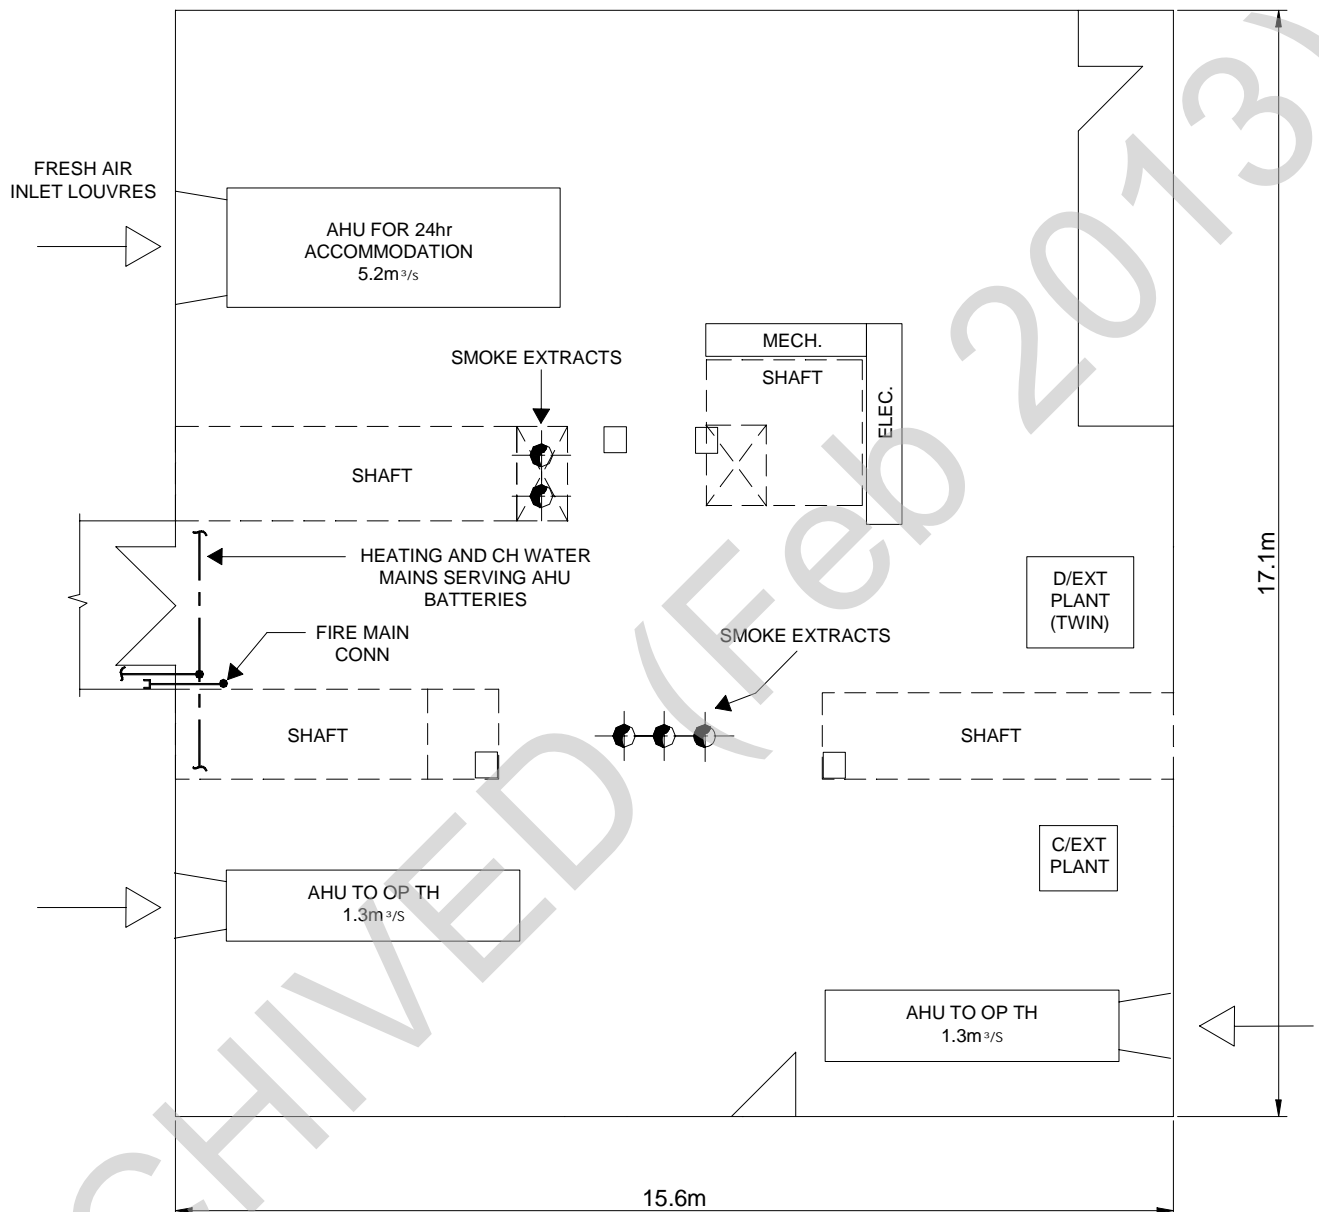 FRESH AIR
INLET LOUVRES
AHU FOR 24hr
ACCOMMODATION
5.2m³/s
SMOKE EXTRACTS
MECH.
SHAFT
ELEC.
SHAFT
HEATING AND CH WATER
MAINS SERVING AHU
BATTERIES
FIRE MAIN
CONN
D/EXT
PLANT
(TWIN)
17.1m
SMOKE EXTRACTS
SHAFT
SHAFT
C/EXT
PLANT
AHU TO OP TH
1.3m³/S
AHU TO OP TH
1.3m³/S
15.6m
CHIVED (Feb 2013)